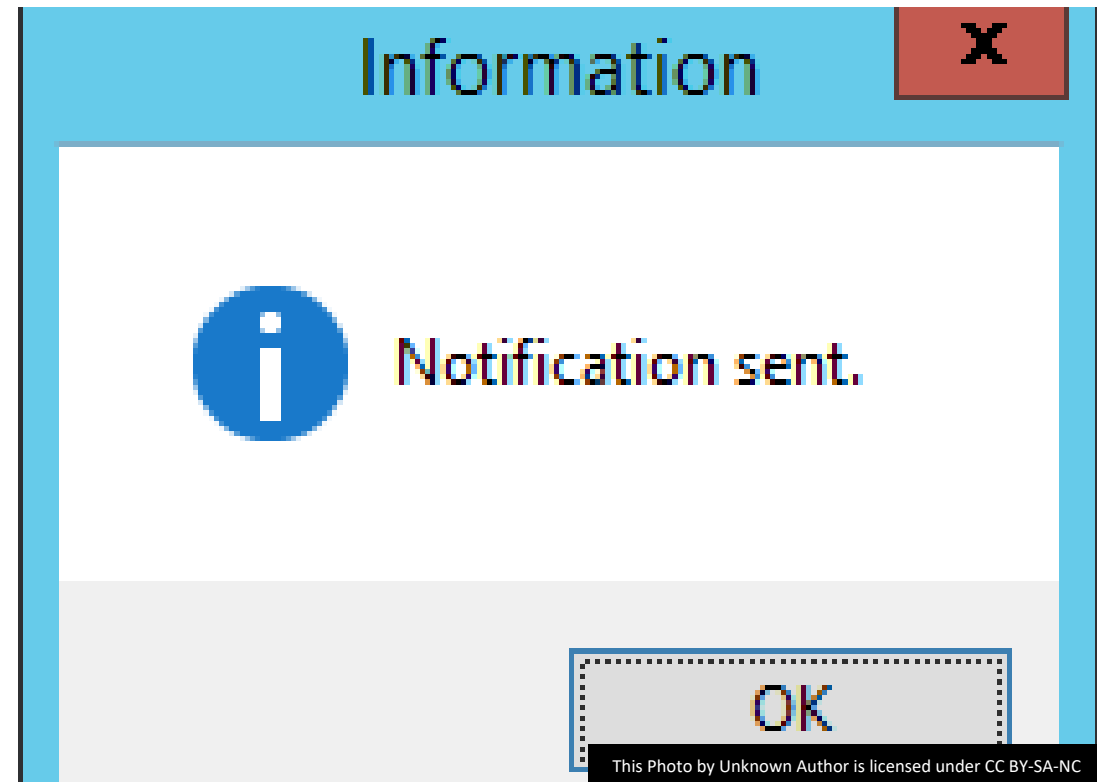 Information
x
Notification sent.
OK
This Photo by Unknown Author is licensed under CC BY-SA-NC